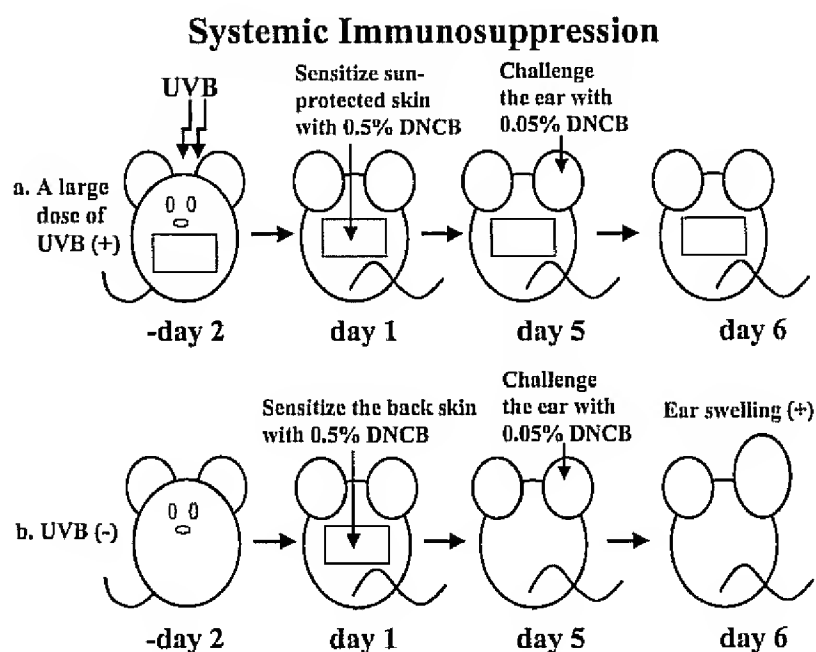 Systemic Immunosuppression
UVB
Sensitize sun-
protected skin
with 0.5% DNCB
Challenge
the ear with
0.05% DNCB
a. A large
dose of
UVB (+)
-day 2
day 1
day 5
day 6
Sensitize the back skin
with 0.5% DNCB
Challenge
the ear with
0.05% DNCB
Ear swelling (+)
b. UVB (-)
-day 2
day 1
day 5
day 6